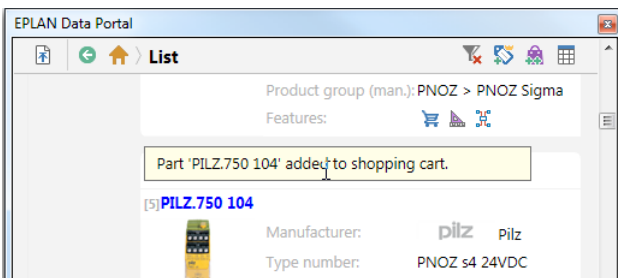 EPLAN Data Portal
List
Product group (man.): PNOZ > PNOZ Sigma
Features:
Part 'PILZ.750 104' added to shopping cart.
[5] PILZ.750 104
Manufacturer: pilz Pilz
Type number: PNOZ s4 24VDC